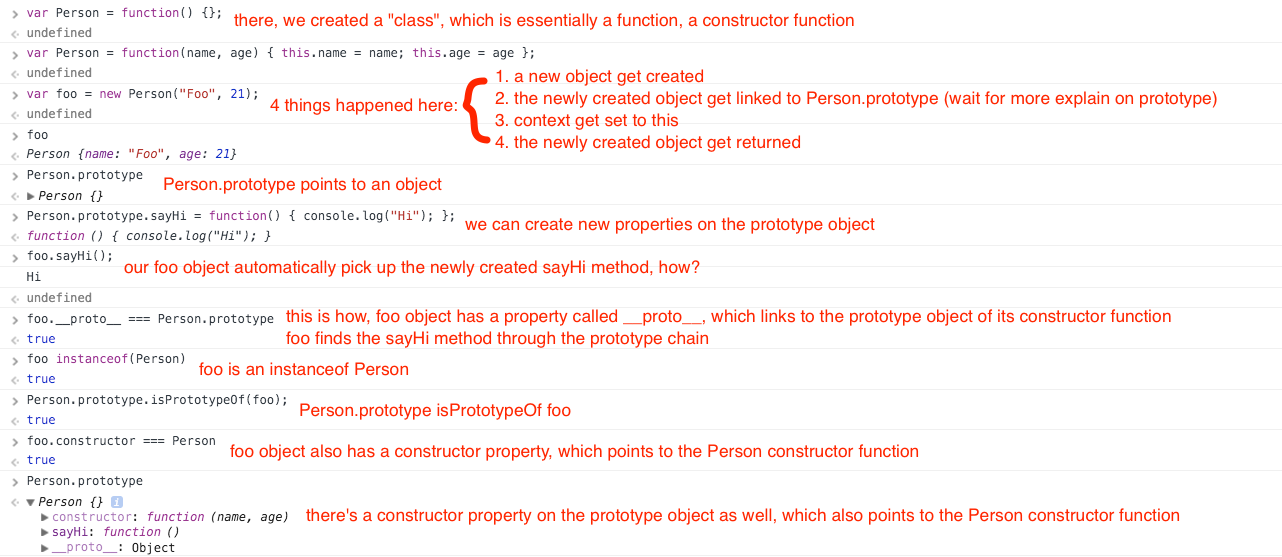 var Person = function() {};
there, we created a "class", which is essentially a function, a constructor function
undefined
var Person = function(name, age) { this.name = name; this.age = age };
undefined
var foo = new Person("Foo", 21);
undefined
4 things happened here:
1. a new object get created
2. the newly created object get linked to Person.prototype (wait for more explain on prototype)
3. context get set to this
4. the newly created object get returned
foo
Person {name: "Foo", age: 21}
Person.prototype
Person.prototype points to an object
Person {}
Person.prototype.sayHi = function() { console.log("Hi"); };
we can create new properties on the prototype object
function () { console.log("Hi"); }
foo.sayHi();
our foo object automatically pick up the newly created sayHi method, how?
Hi
undefined
foo.__proto__ === Person.prototype
this is how, foo object has a property called __proto__, which links to the prototype object of its constructor function
foo finds the sayHi method through the prototype chain
true
foo instanceof(Person)
foo is an instanceof Person
true
Person.prototype.isPrototypeOf(foo);
Person.prototype isPrototypeOf foo
true
foo.constructor === Person
foo object also has a constructor property, which points to the Person constructor function
true
Person.prototype
Person {} i
constructor: function (name, age)
there's a constructor property on the prototype object as well, which also points to the Person constructor function
sayHi: function ()
__proto__: Object